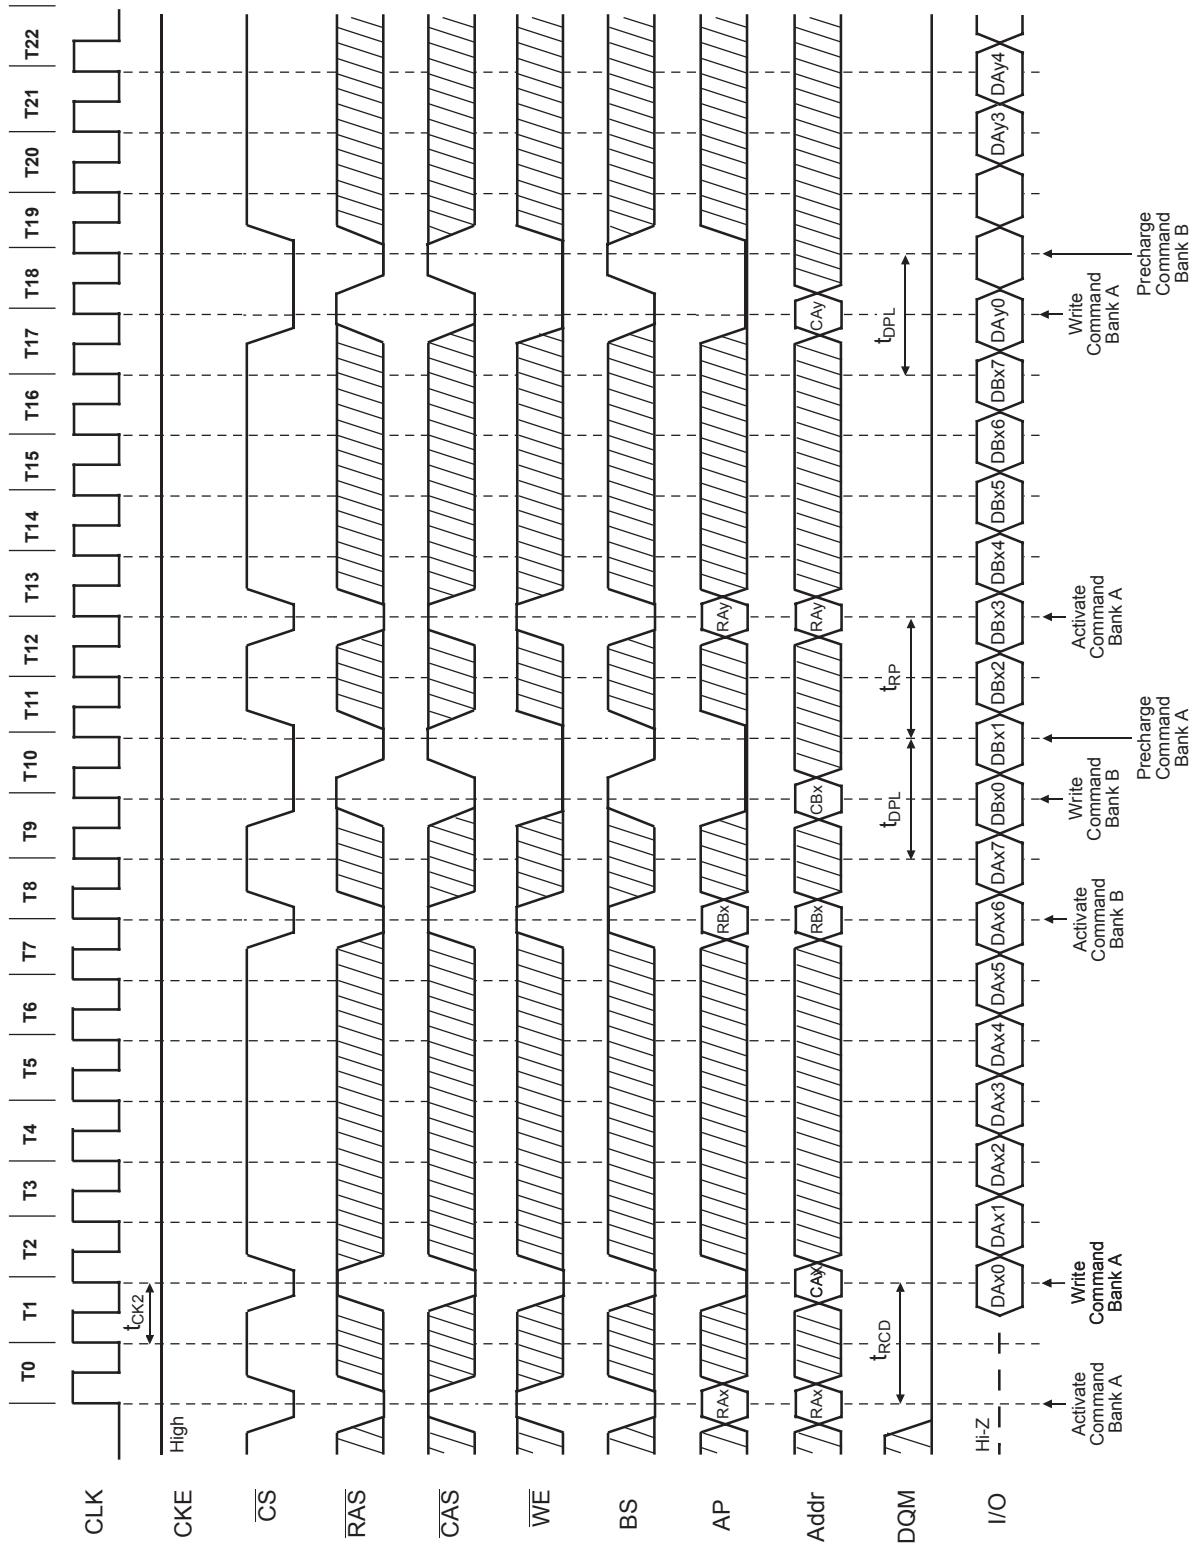 T0 T1 T2 T3 T4 T5 T6 T7 T8 T9 T10 T11 T12 T13 T14 T15 T16 T17 T18 T19 T20 T21 T22
CLK
tCK2
CKE
High
CS
RAS
CAS
WE
BS
AP
RAx RBx RAy
Addr
RAx CAX RBx CBx RAy CAy
DQM
tRCD tDPL tRP tDPL
I/O
Hi-Z
DAx0 DAx1 DAx2 DAx3 DAx4 DAx5 DAx6 DAx7 DBx0 DBx1 DBx2 DBx3 DBx4 DBx5 DBx6 DBx7 DAy0 DAy3 DAy4
Activate
Command
Bank A
Write
Command
Bank A
Activate
Command
Bank B
Write
Command
Bank B
Precharge
Command
Bank A
Activate
Command
Bank A
Write
Command
Bank A
Precharge
Command
Bank B